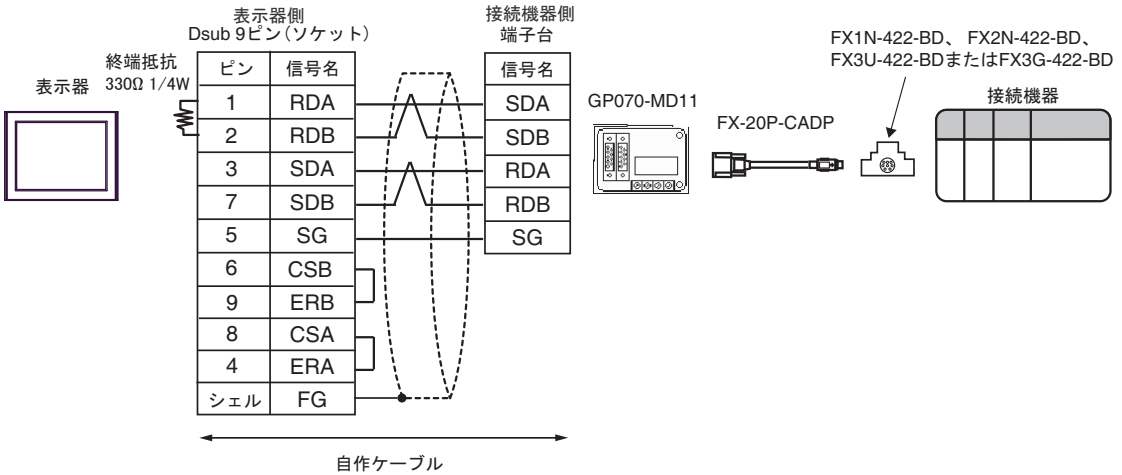 表示器側
Dsub 9ピン(ソケット)
接続機器側
端子台
終端抵抗
330Ω 1/4W
表示器
ピン 信号名 信号名
1 RDA SDA
2 RDB SDB
3 SDA RDA
7 SDB RDB
5 SG SG
6 CSB
9 ERB
8 CSA
4 ERA
シェル FG
自作ケーブル
GP070-MD11
FX-20P-CADP
FX1N-422-BD、 FX2N-422-BD、
FX3U-422-BDまたはFX3G-422-BD
接続機器